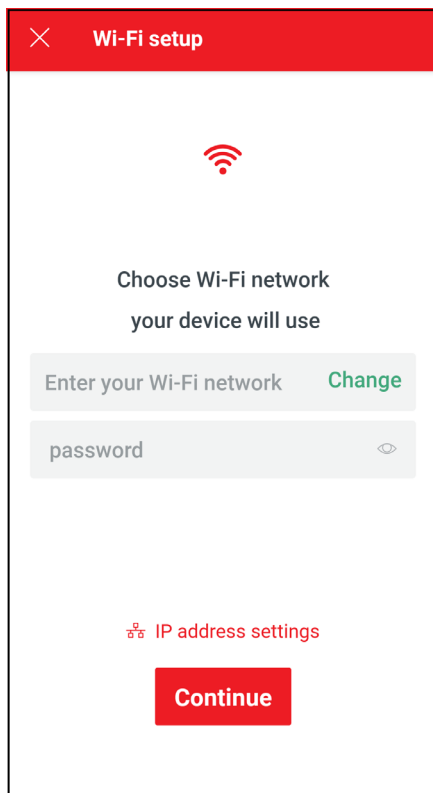 Wi-Fi setup
Choose Wi-Fi network
your device will use
Enter your Wi-Fi network Change
password
IP address settings
Continue